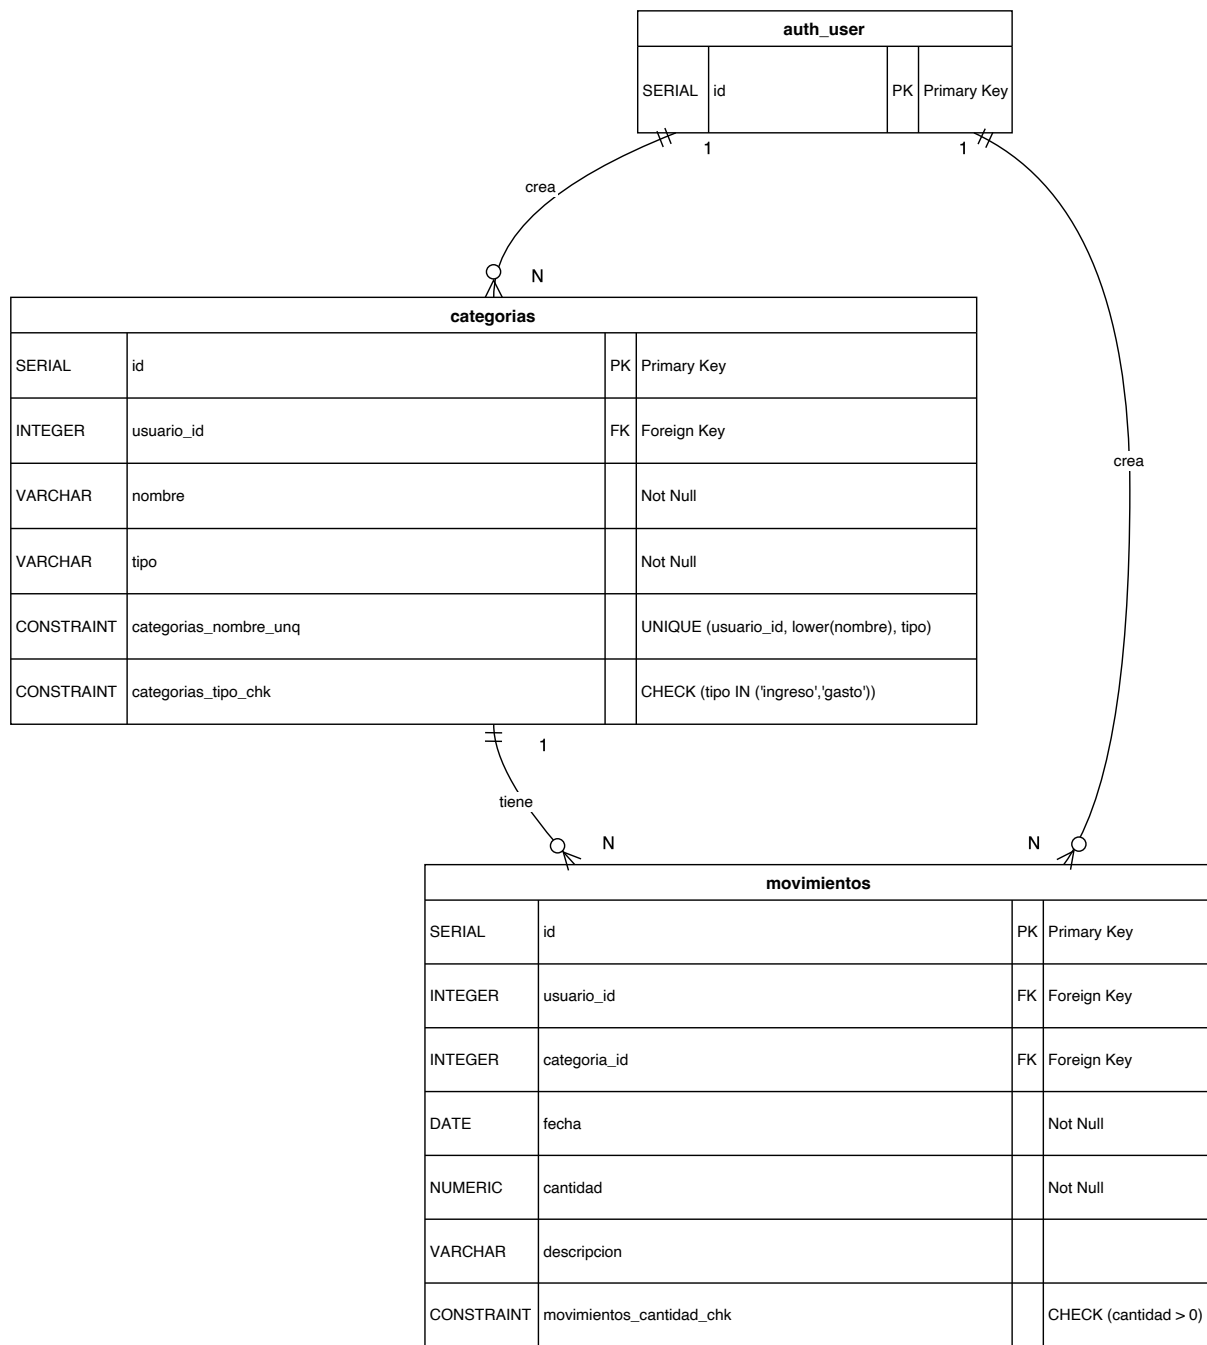 auth_user
SERIAL id PK Primary Key
1 1
crea
N
categorias
SERIAL id PK Primary Key
INTEGER usuario_id FK Foreign Key
crea
VARCHAR nombre Not Null
VARCHAR tipo Not Null
CONSTRAINT categorias_nombre_unq UNIQUE (usuario_id, lower(nombre), tipo)
CONSTRAINT categorias_tipo_chk CHECK (tipo IN ('ingreso','gasto'))
1
tiene
N N
movimientos
SERIAL id PK Primary Key
INTEGER usuario_id FK Foreign Key
INTEGER categoria_id FK Foreign Key
DATE fecha Not Null
NUMERIC cantidad Not Null
VARCHAR descripcion
CONSTRAINT movimientos_cantidad_chk CHECK (cantidad > 0)